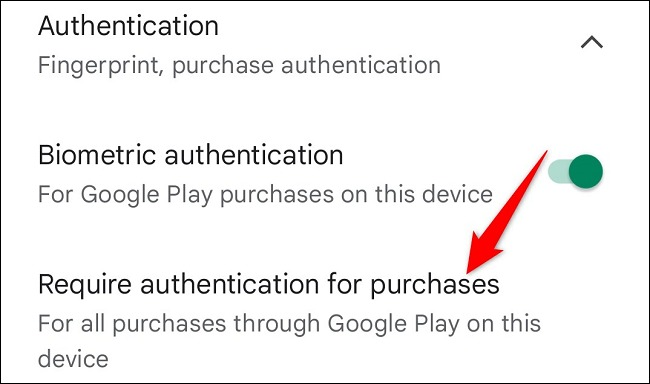 Authentication
Fingerprint, purchase authentication
Biometric authentication
For Google Play purchases on this device
Require authentication for purchases
For all purchases through Google Play on this
device